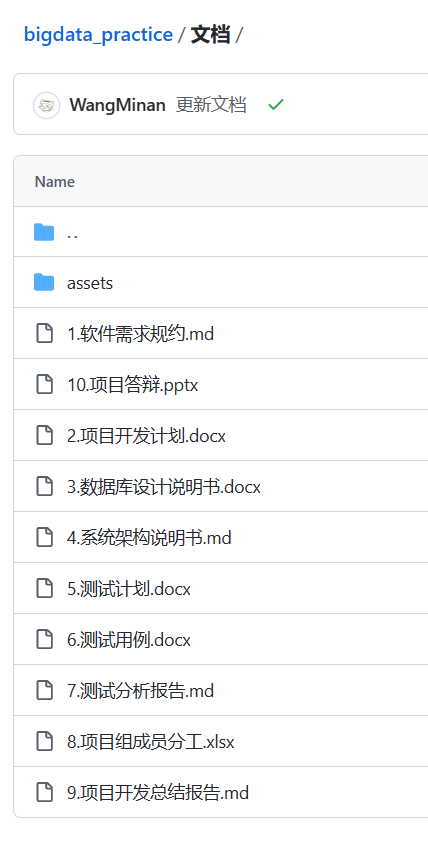 bigdata_practice / 文档 /
WangMinan 更新文档
Name
..
assets
1.软件需求规约.md
10.项目答辩.pptx
2.项目开发计划.docx
3.数据库设计说明书.docx
4.系统架构说明书.md
5.测试计划.docx
6.测试用例.docx
7.测试分析报告.md
8.项目组成员分工.xlsx
9.项目开发总结报告.md